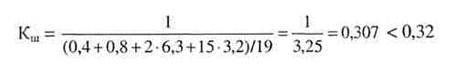 Kш = 1/((0,4+0,8+2·6,3+15·3,2)/19) = 1/3,25 = 0,307 < 0,32